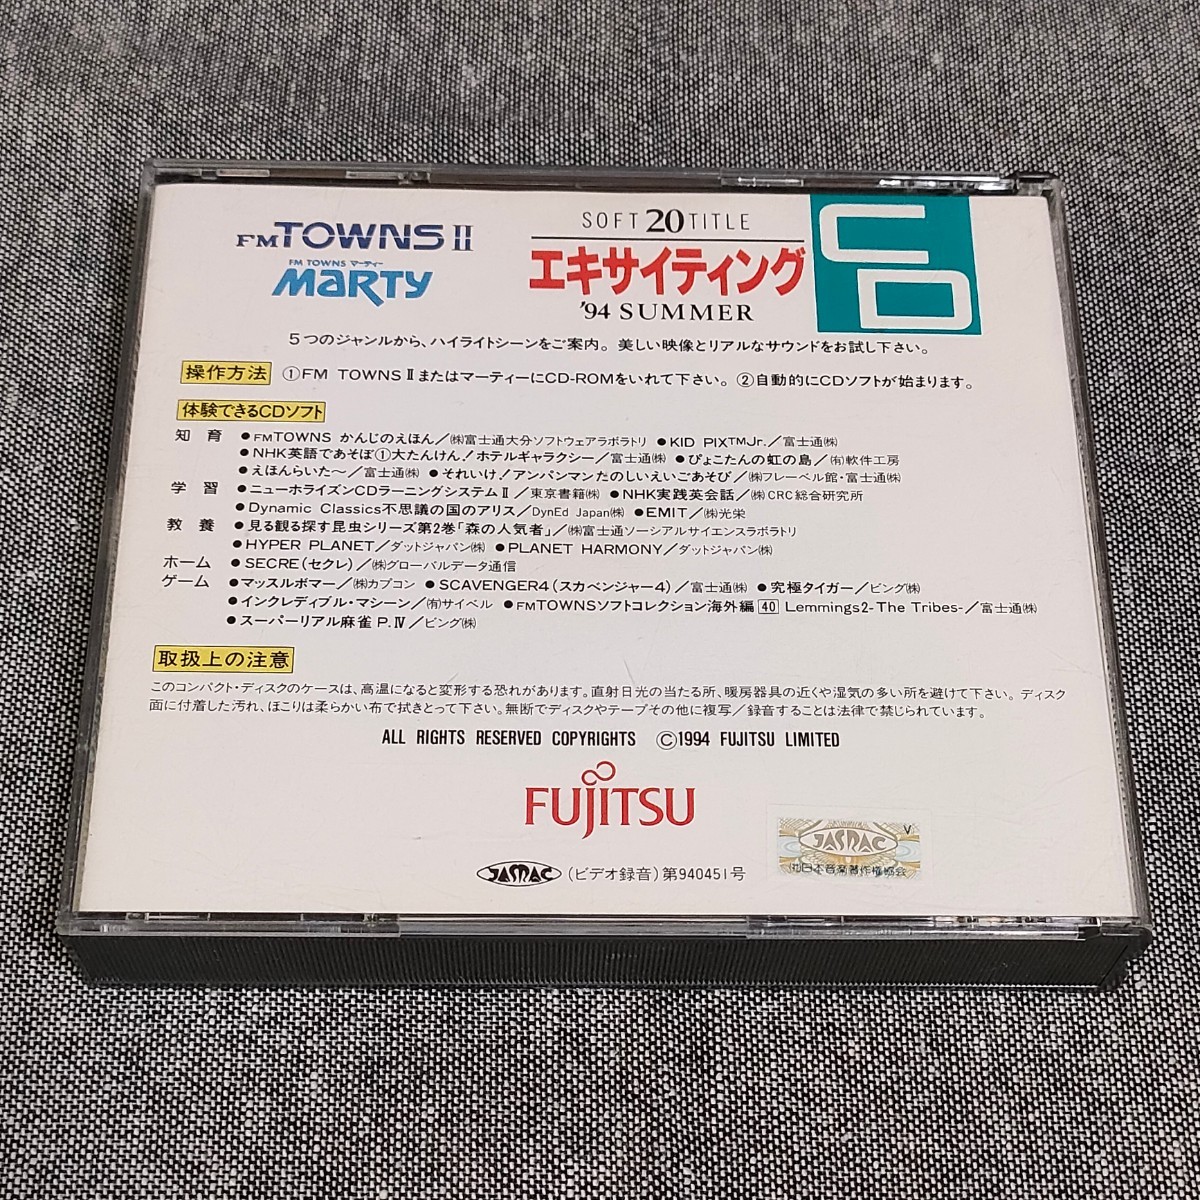 FM TOWNS II
FM TOWNS マーティー
MARTY
SOFT 20 TITLE
エキサイティング
'94 SUMMER
CD
5つのジャンルから、ハイライトシーンをご案内。美しい映像とリアルなサウンドをお試し下さい。
操作方法 ①FM TOWNS IIまたはマーティーにCD-ROMをいれて下さい。②自動的にCDソフトが始まります。
体験できるCDソフト
知 育 ●FMTOWNS かんじのえほん/㈱富士通大分ソフトウェアラボラトリ ●KID PIX™Jr./富士通㈱
●NHK英語であそぼ①大たんけん!ホテルギャラクシー/富士通㈱ ●ぴょこたんの虹の島/㈲軟件工房
●えほんらいた〜/富士通㈱ ●それいけ!アンパンマンたのしいえいごあそび/㈱フレーベル館・富士通㈱
学 習 ●ニューホライズンCDラーニングシステムII/東京書籍㈱ ●NHK実践英会話/㈱CRC総合研究所
●Dynamic Classics不思議の国のアリス/DynEd Japan㈱ ●EMIT/㈱光栄
教 養 ●見る観る探す昆虫シリーズ第2巻「森の人気者」/㈱富士通ソーシアルサイエンスラボラトリ
●HYPER PLANET/ダットジャパン㈱ ●PLANET HARMONY/ダットジャパン㈱
ホーム ●SECRE(セクレ)/㈱グローバルデータ通信
ゲーム ●マッスルボマー/㈱カプコン ●SCAVENGER4(スカベンジャー4)/富士通㈱ ●究極タイガー/ビング㈱
●インクレディブル・マシーン/㈲サイベル ●FMTOWNSソフトコレクション海外編 40 Lemmings2-The Tribes-/富士通㈱
●スーパーリアル麻雀 P.IV/ビング㈱
取扱上の注意
このコンパクト・ディスクのケースは、高温になると変形する恐れがあります。直射日光の当たる所、暖房器具の近くや湿気の多い所を避けて下さい。ディスク
面に付着した汚れ、ほこりは柔らかい布で拭きとって下さい。無断でディスクやテープその他に複写/録音することは法律で禁じられています。
ALL RIGHTS RESERVED COPYRIGHTS ©1994 FUJITSU LIMITED
FUJITSU
JASRAC (ビデオ録音)第940451号
V
JASRAC
㈳日本音楽著作権協会